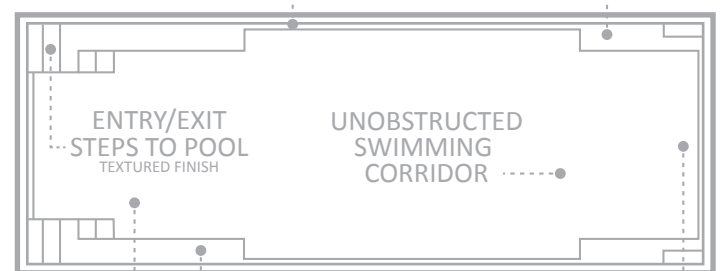 ENTRY/EXIT
STEPS TO POOL
TEXTURED FINISH
UNOBSTRUCTED
SWIMMING
CORRIDOR